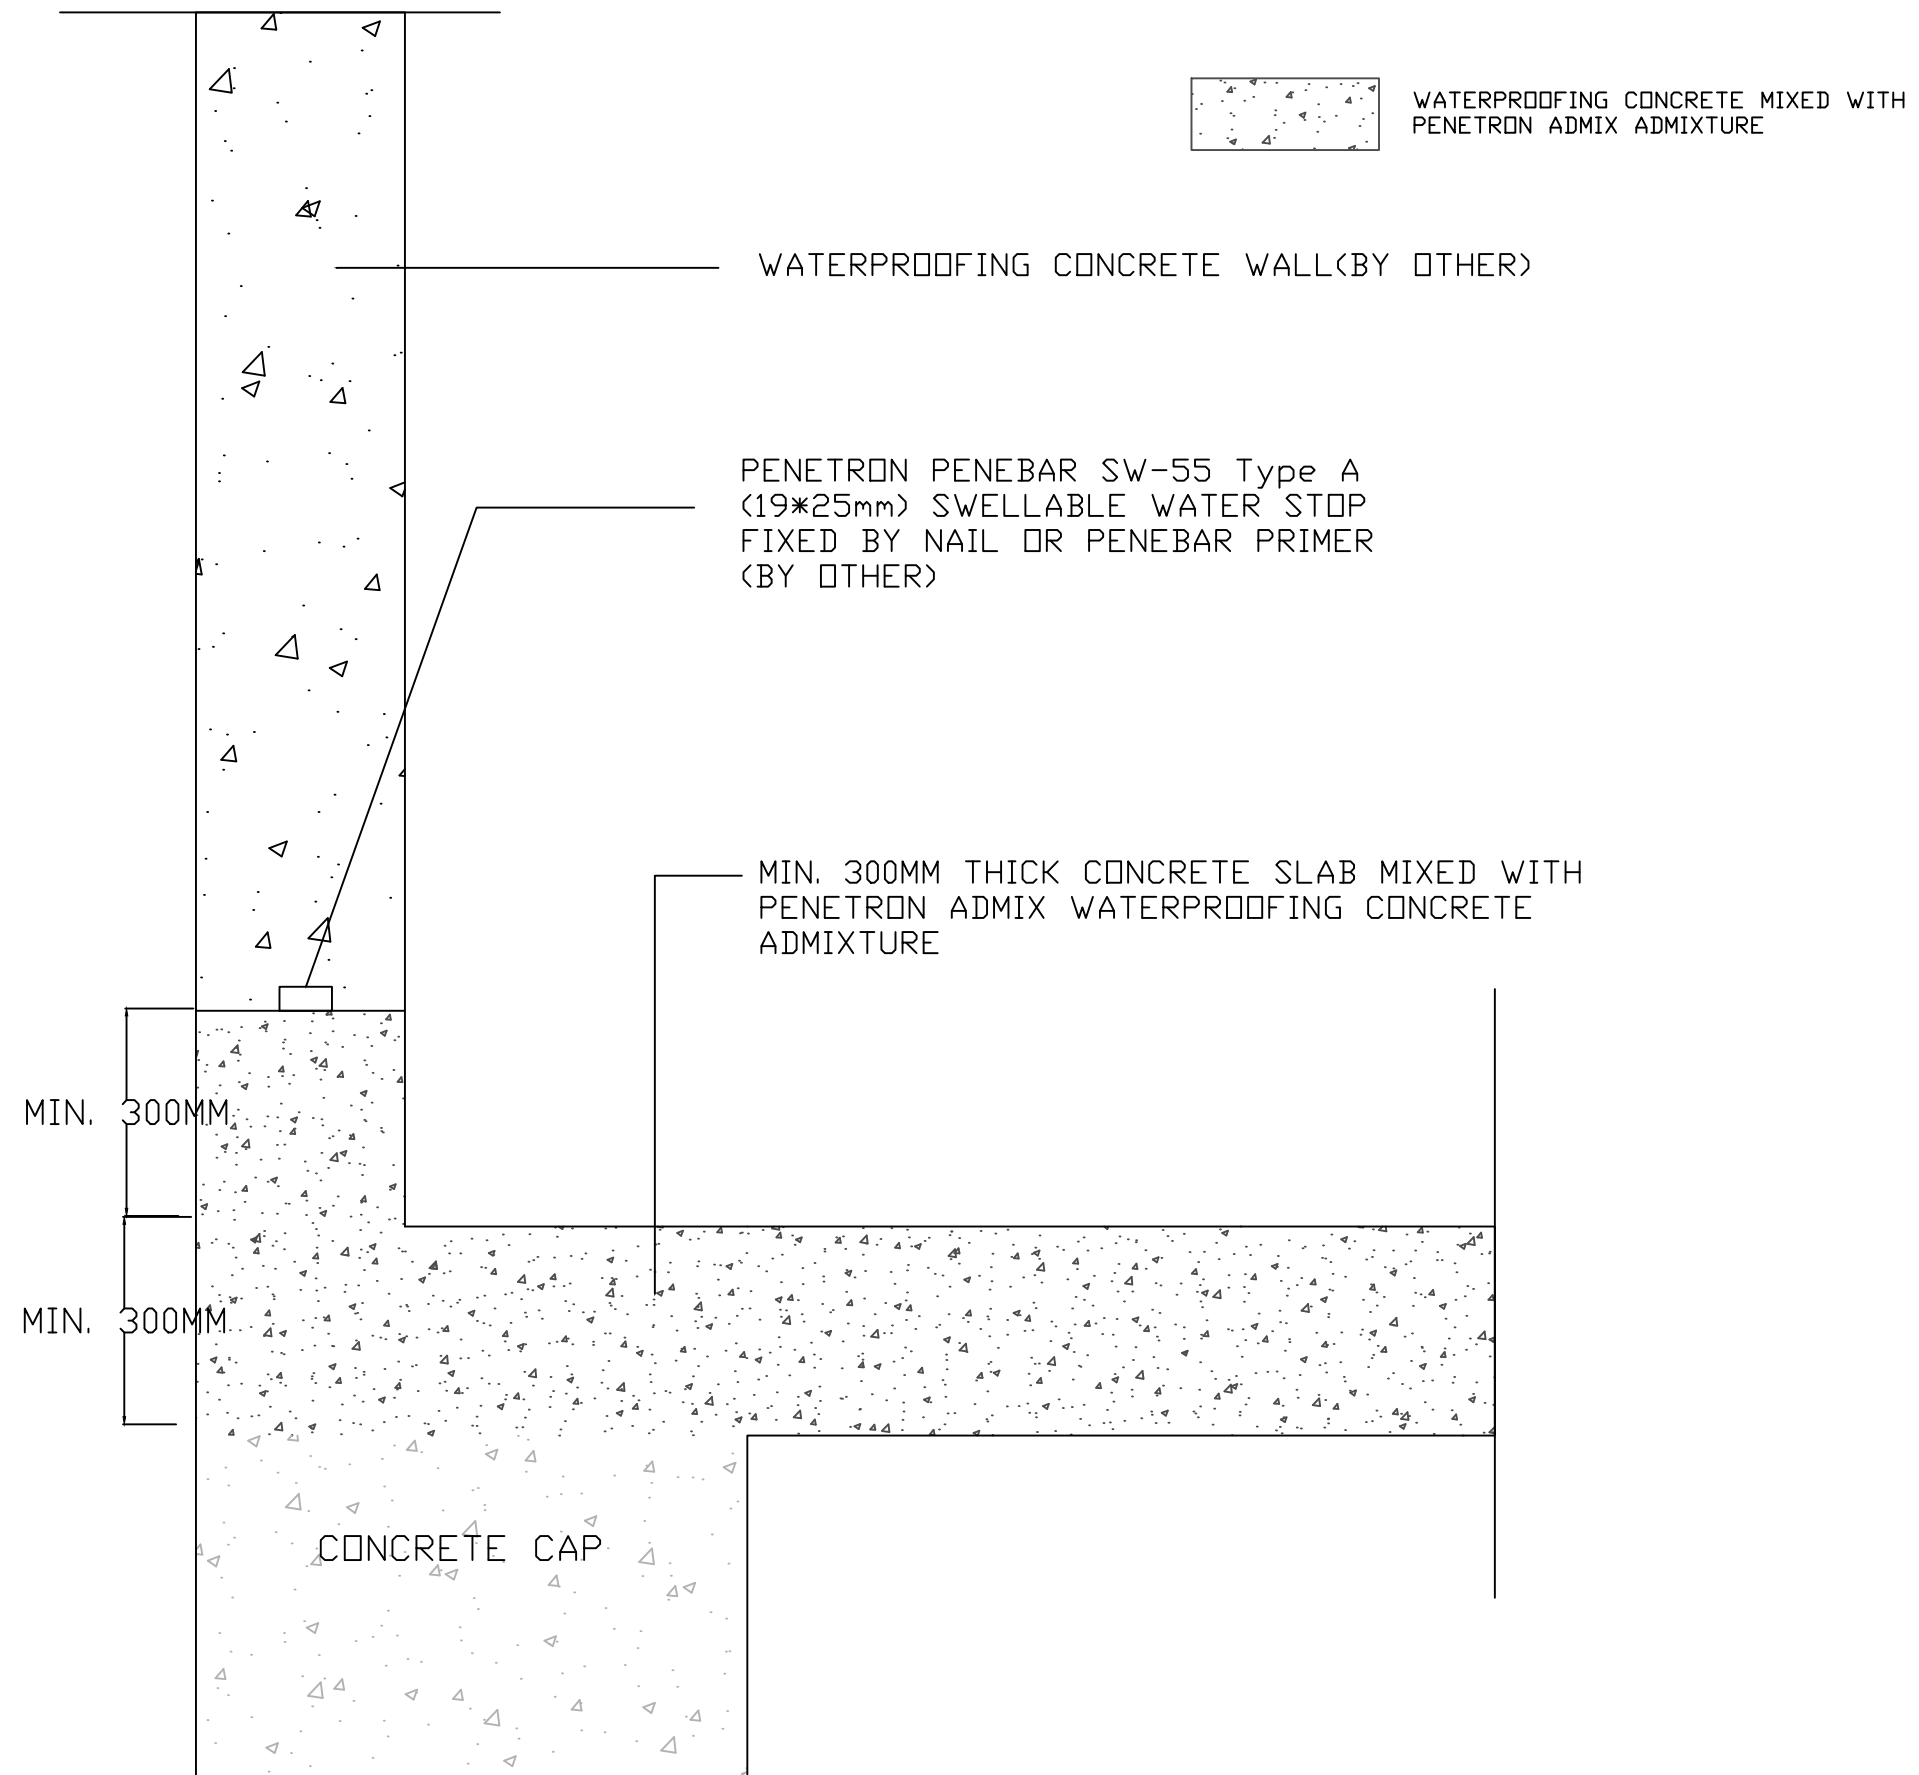 WATERPROOFING CONCRETE MIXED WITH
PENETRON ADMIX ADMIXTURE
WATERPROOFING CONCRETE WALL(BY OTHER)
PENETRON PENEBAR SW-55 Type A
(19*25mm) SWELLABLE WATER STOP
FIXED BY NAIL OR PENEBAR PRIMER
(BY OTHER)
MIN. 300MM THICK CONCRETE SLAB MIXED WITH
PENETRON ADMIX WATERPROOFING CONCRETE
ADMIXTURE
MIN. 300MM
MIN. 300MM
CONCRETE CAP